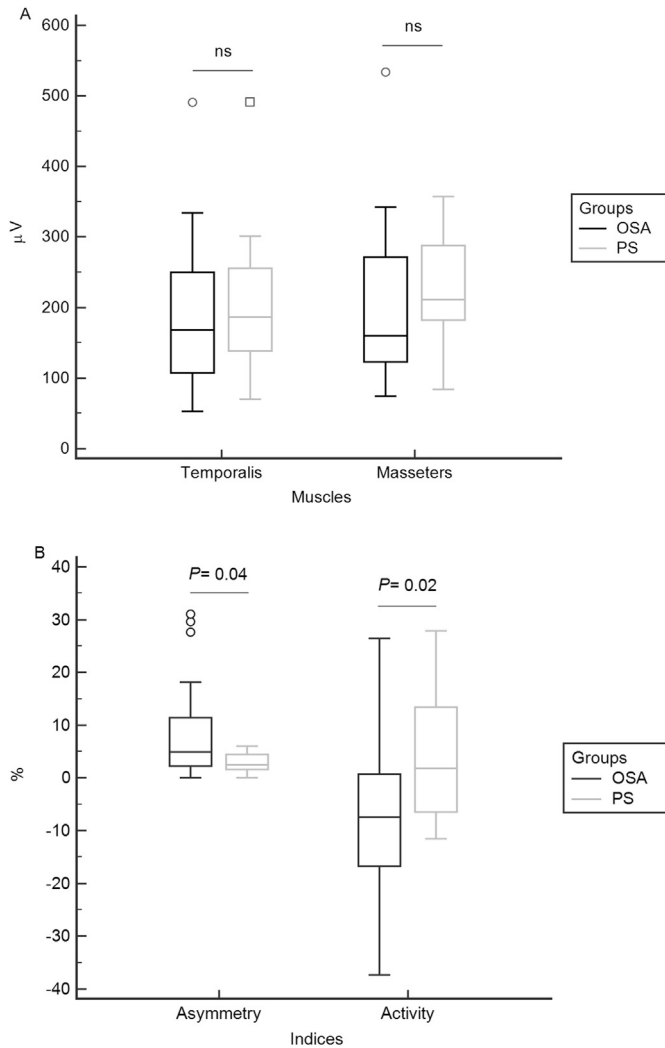 A
600
500
400
300
200
100
0
μV
ns
ns
Groups
OSA
PS
Temporalis
Masseters
Muscles
B
40
30
20
10
0
-10
-20
-30
-40
%
P= 0.04
P= 0.02
Groups
OSA
PS
Asymmetry
Activity
Indices